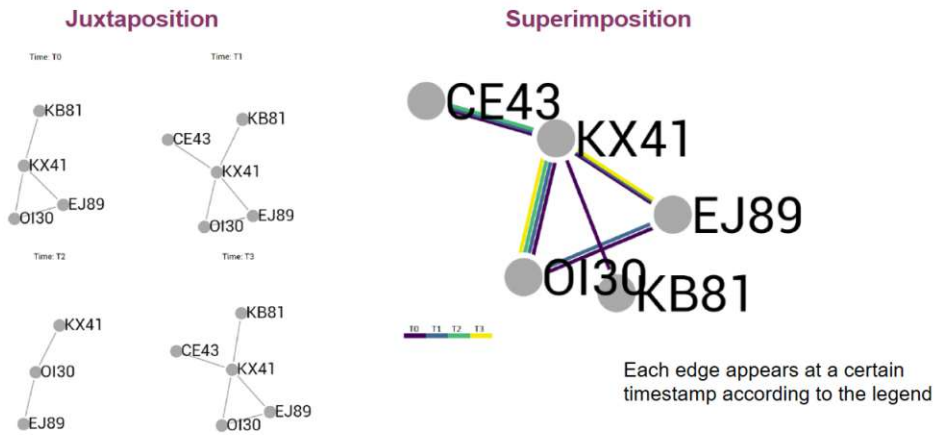 Juxtaposition
Time: T0
KB81
KX41
EJ89
OI30
Time: T1
KB81
CE43
KX41
EJ89
OI30
Time: T2
KX41
OI30
EJ89
Time: T3
KB81
CE43
KX41
EJ89
OI30
Superimposition
CE43
KX41
EJ89
OI30
KB81
T0 T1 T2 T3
Each edge appears at a certain
timestamp according to the legend